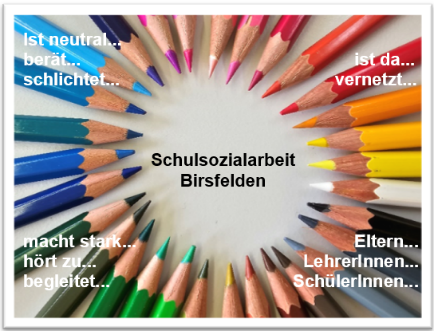 ist neutral...
berät...
schlichtet...
ist da...
vernetzt...
Schulsozialarbeit
Birsfelden
macht stark...
hört zu...
begleitet...
Eltern...
LehrerInnen...
SchülerInnen...